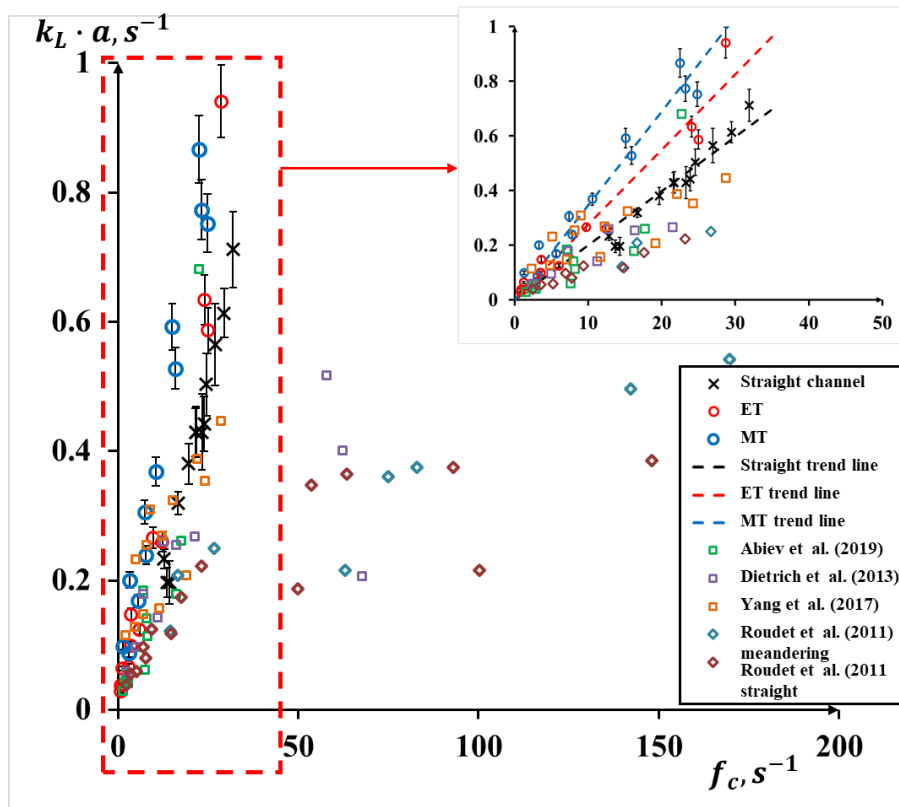 k_L · a, s⁻¹
1
0.8
0.6
0.4
0.2
0
0
50
100
150
200
f_c, s⁻¹
1
0.8
0.6
0.4
0.2
0
0
10
20
30
40
50
Straight channel
ET
MT
Straight trend line
ET trend line
MT trend line
Abiev et al. (2019)
Dietrich et al. (2013)
Yang et al. (2017)
Roudet et al. (2011)
meandering
Roudet et al. (2011
straight